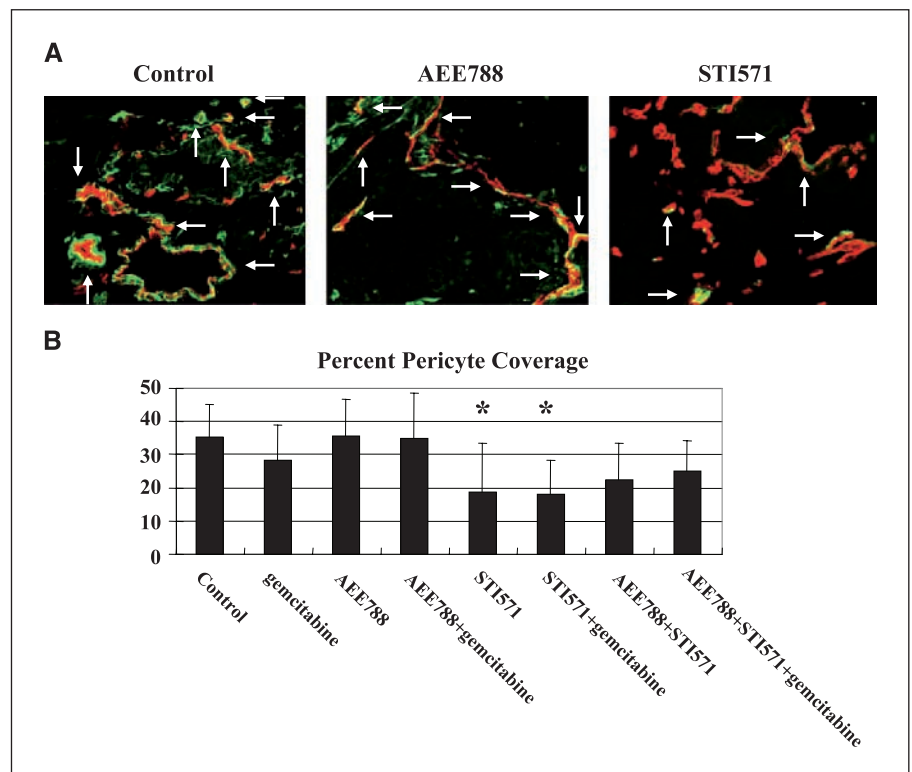 A
Control AEE788 STI571
B
Percent Pericyte Coverage
50
40
30
20
10
0
* *
Control
gemcitabine
AEE788
AEE788+gemcitabine
STI571
STI571+gemcitabine
AEE788+STI571
AEE788+STI571+gemcitabine